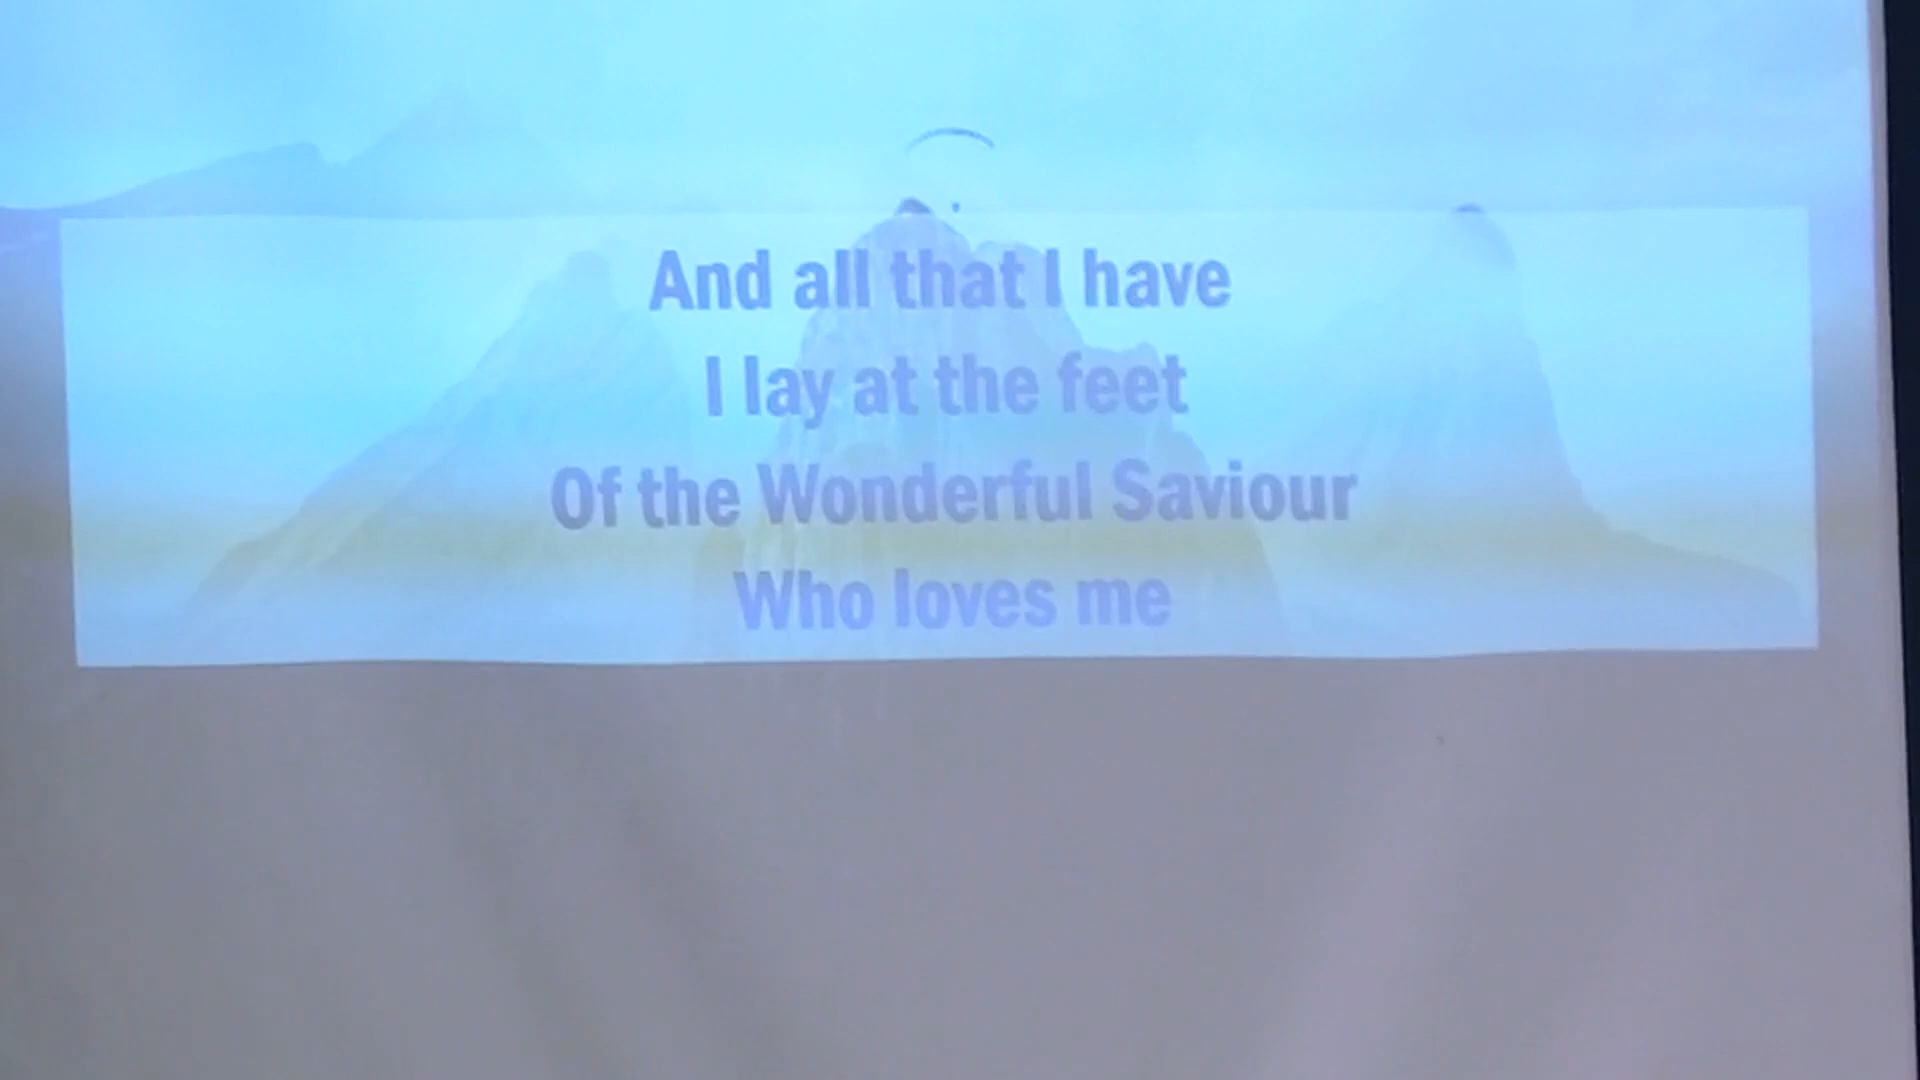 And all that I have
I lay at the feet
Of the Wonderful Saviour
Who loves me